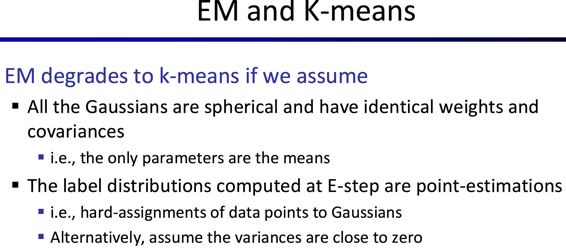 EM and K-means
EM degrades to k-means if we assume
▪ All the Gaussians are spherical and have identical weights and
covariances
▪ i.e., the only parameters are the means
▪ The label distributions computed at E-step are point-estimations
▪ i.e., hard-assignments of data points to Gaussians
▪ Alternatively, assume the variances are close to zero